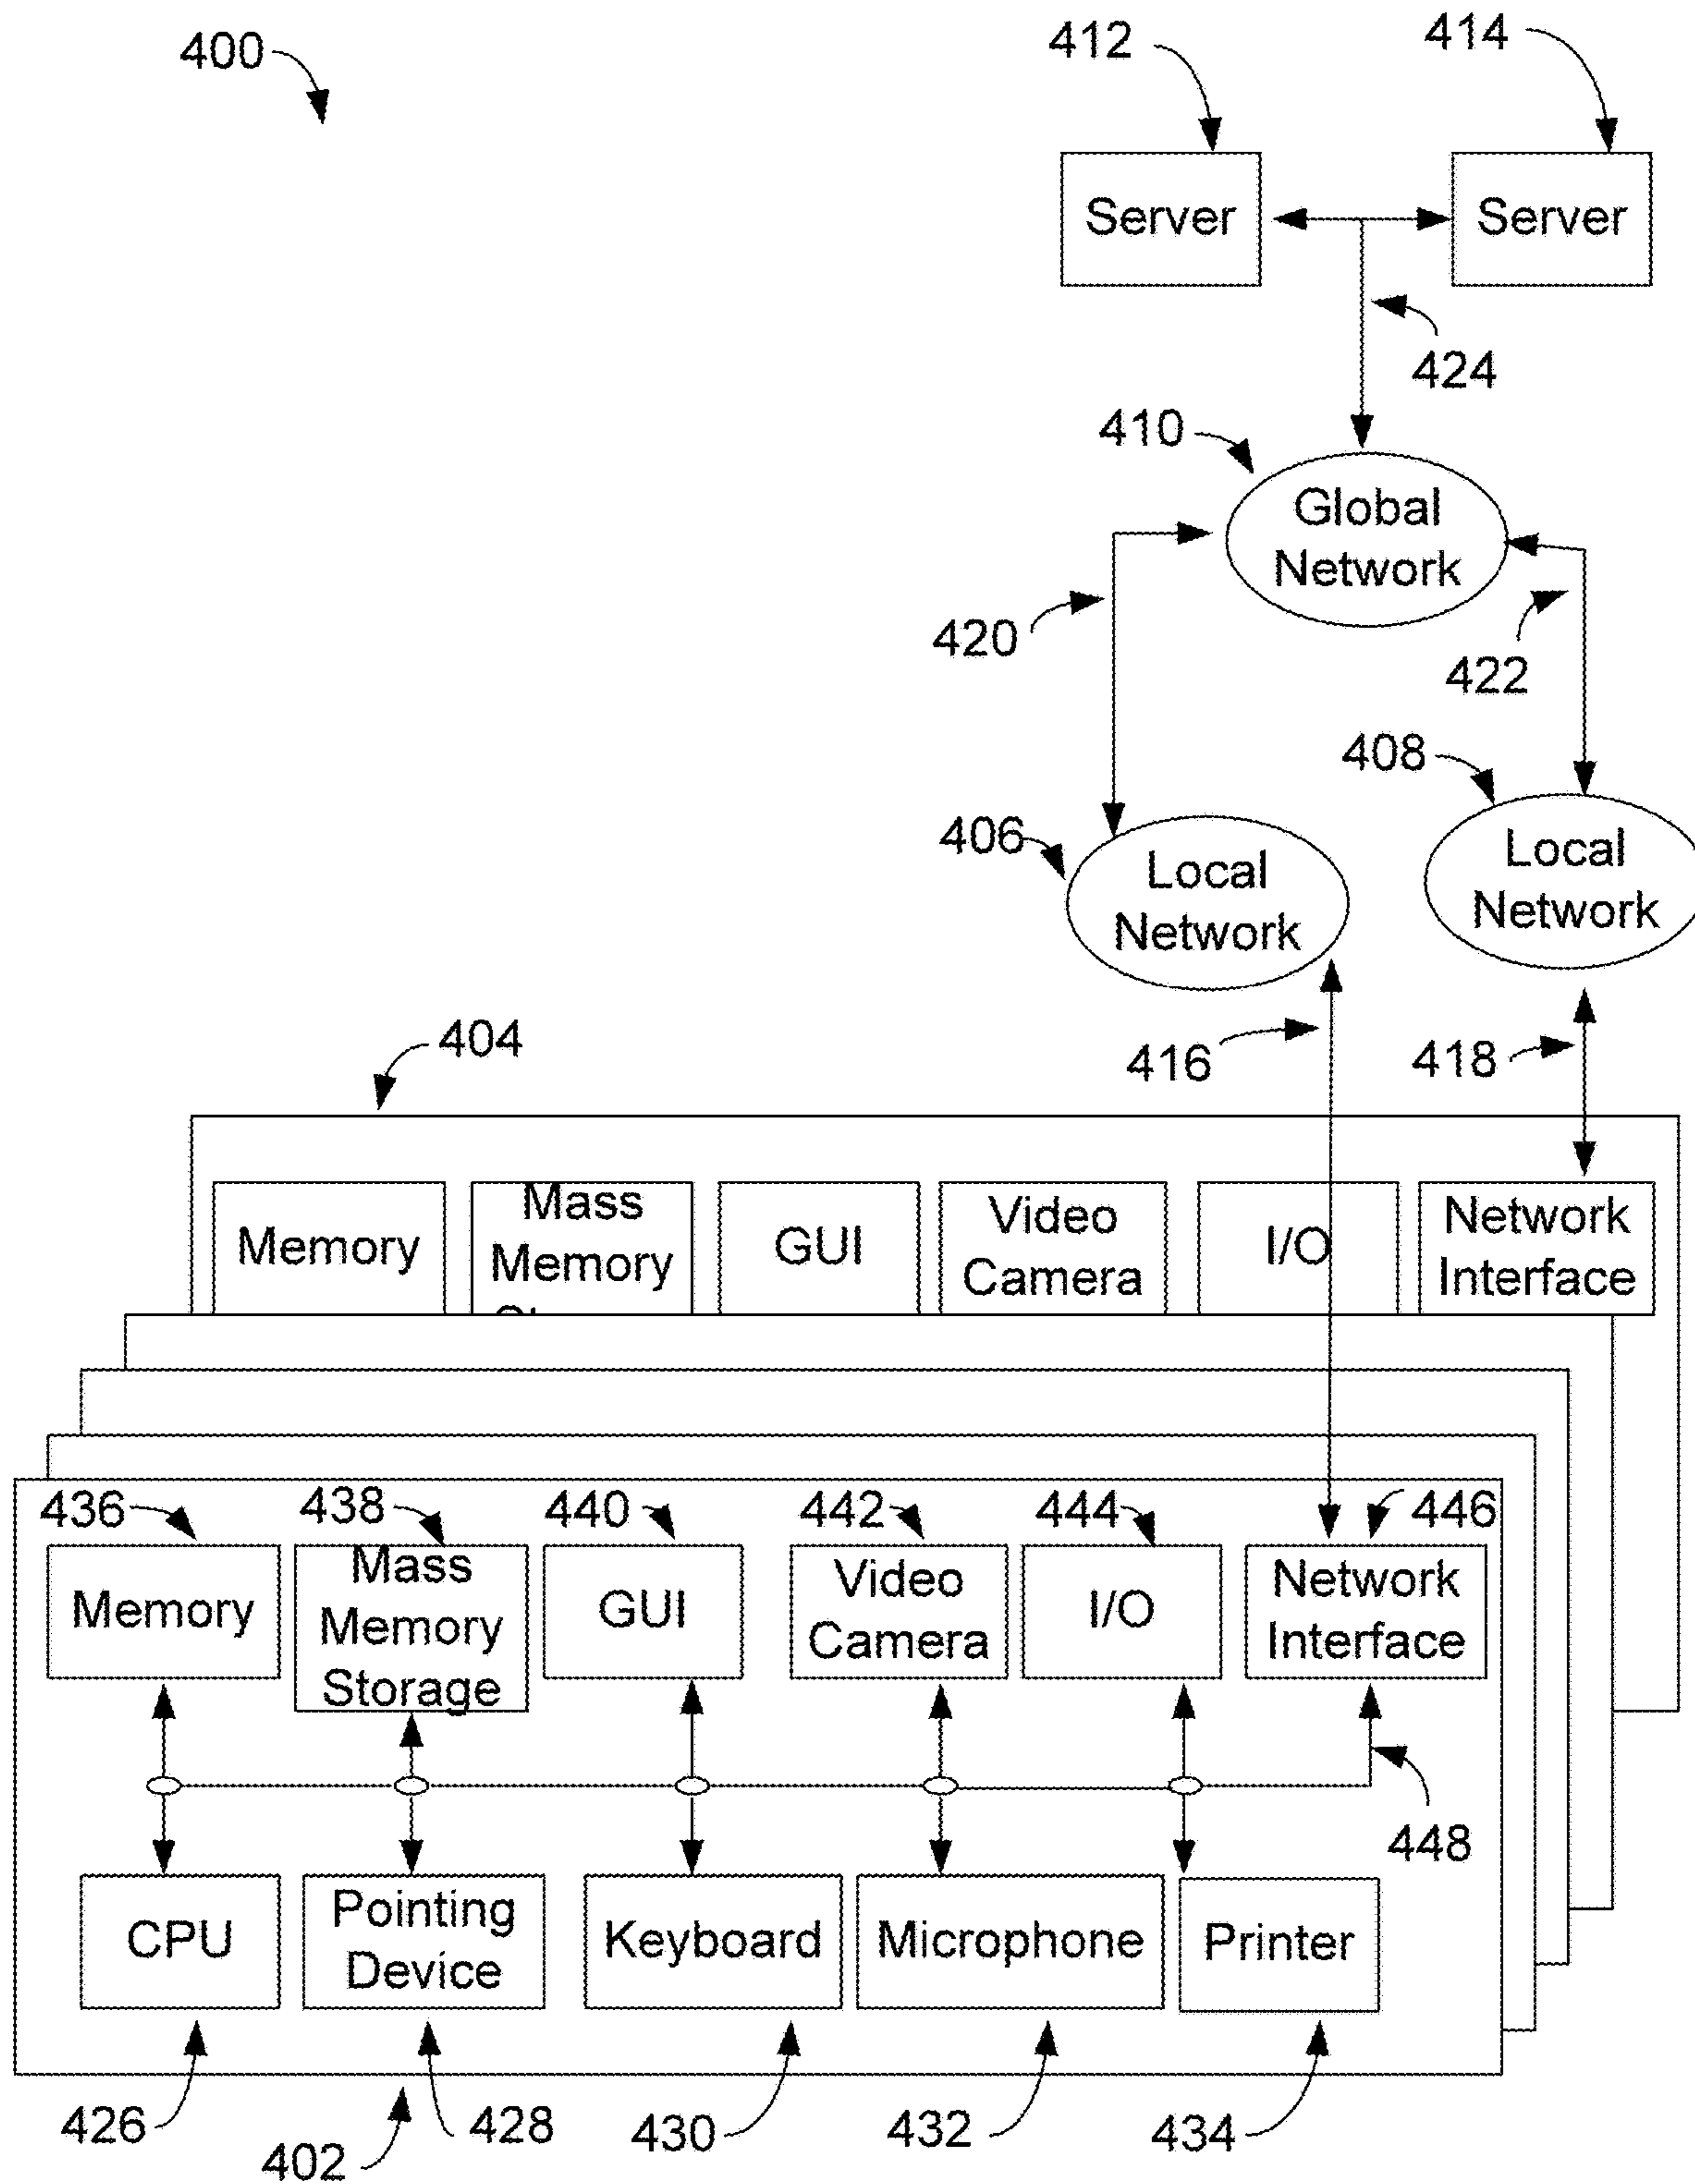 400
412
414
Server
Server
424
410
Global
Network
420
422
408
406
Local
Network
Local
Network
404
416
418
Memory
Mass
Memory
GUI
Video
Camera
I/O
Network
Interface
436
438
440
442
444
446
Memory
Mass
Memory
Storage
GUI
Video
Camera
I/O
Network
Interface
448
CPU
Pointing
Device
Keyboard
Microphone
Printer
426
402
428
430
432
434